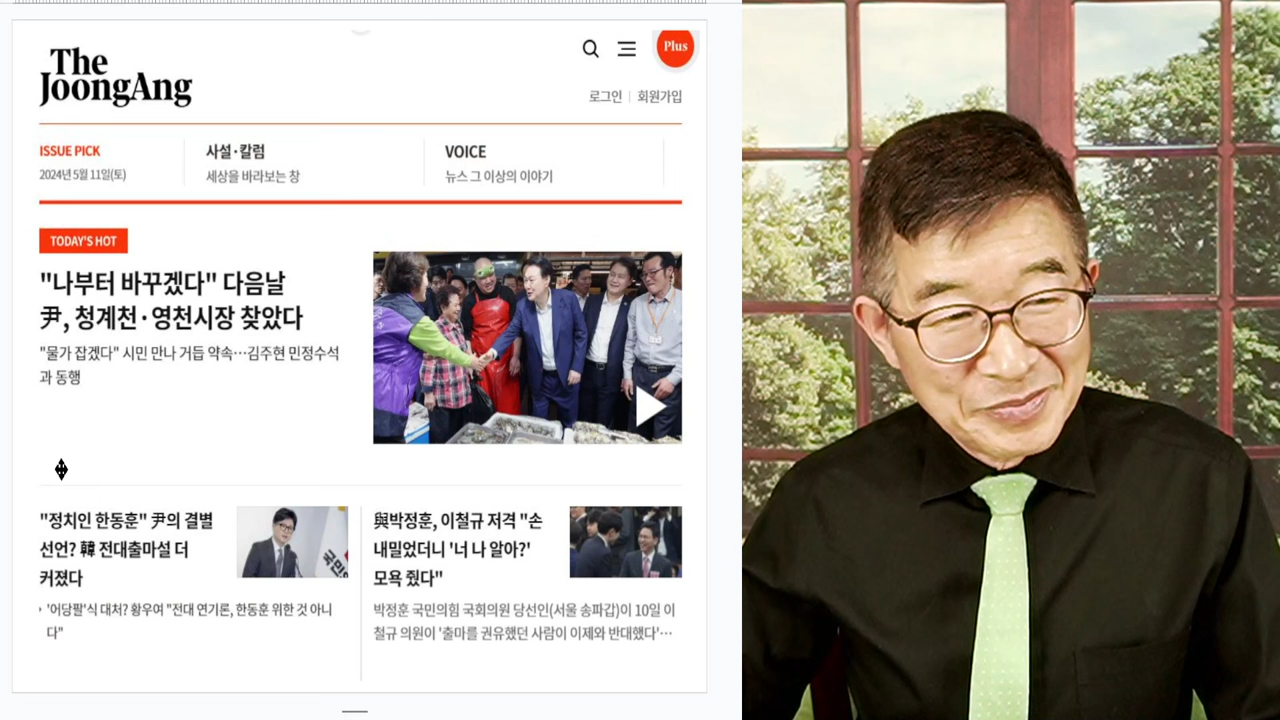 The
JoongAng
Plus
로그인 | 회원가입
ISSUE PICK
2024년 5월 11일(토)
사설·칼럼
세상을 바라보는 창
VOICE
뉴스 그 이상의 이야기
TODAY'S HOT
"나부터 바꾸겠다" 다음날
尹, 청계천·영천시장 찾았다
"물가 잡겠다" 시민 만나 거듭 약속…김주현 민정수석
과 동행
"정치인 한동훈" 尹의 결별
선언? 韓 전대출마설 더
커졌다
'어당팔'식 대처? 황우여 "전대 연기론, 한동훈 위한 것 아니
다"
與박정훈, 이철규 저격 "손
내밀었더니 '너 나 알아?'
모욕 줬다"
박정훈 국민의힘 국회의원 당선인(서울 송파갑)이 10일 이
철규 의원이 '출마를 권유했던 사람이 이제와 반대했다'…